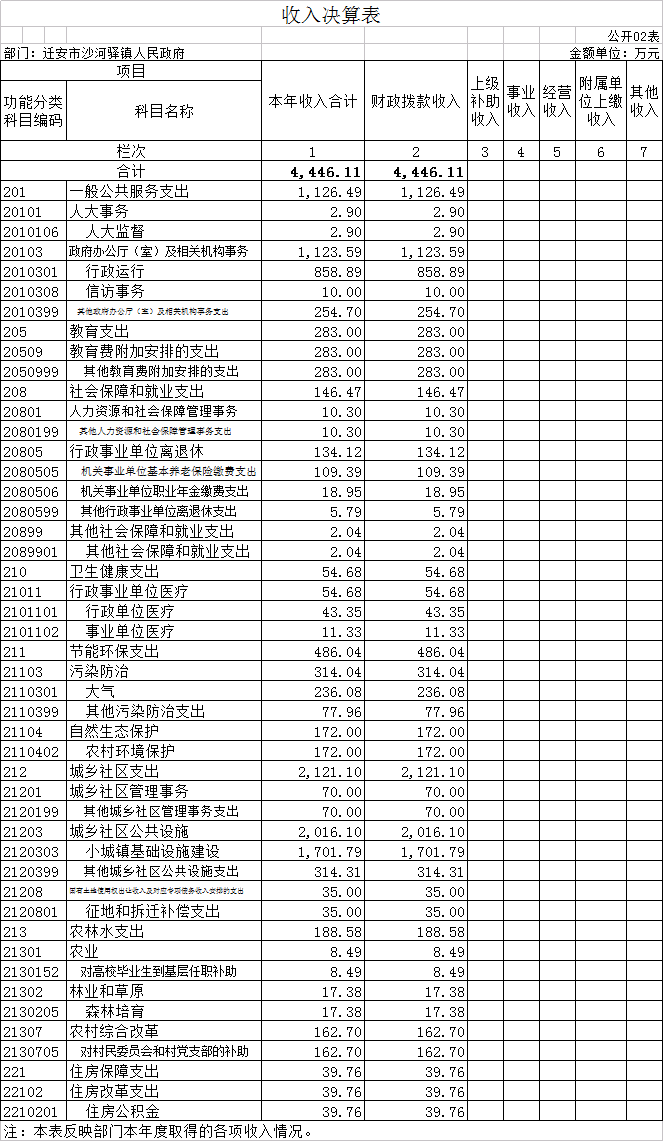 收入决算表
公开02表
部门：迁安市沙河驿镇人民政府 金额单位：万元
项目 本年收入合计 财政拨款收入 上级补助收入 事业收入 经营收入 附属单位上缴收入 其他收入
功能分类科目编码 科目名称
栏次 1 2 3 4 5 6 7
合计 4,446.11 4,446.11
201 一般公共服务支出 1,126.49 1,126.49
20101 人大事务 2.90 2.90
2010106 人大监督 2.90 2.90
20103 政府办公厅（室）及相关机构事务 1,123.59 1,123.59
2010301 行政运行 858.89 858.89
2010308 信访事务 10.00 10.00
2010399 其他政府办公厅（室）及相关机构事务支出 254.70 254.70
205 教育支出 283.00 283.00
20509 教育费附加安排的支出 283.00 283.00
2050999 其他教育费附加安排的支出 283.00 283.00
208 社会保障和就业支出 146.47 146.47
20801 人力资源和社会保障管理事务 10.30 10.30
2080199 其他人力资源和社会保障管理事务支出 10.30 10.30
20805 行政事业单位离退休 134.12 134.12
2080505 机关事业单位基本养老保险缴费支出 109.39 109.39
2080506 机关事业单位职业年金缴费支出 18.95 18.95
2080599 其他行政事业单位离退休支出 5.79 5.79
20899 其他社会保障和就业支出 2.04 2.04
2089901 其他社会保障和就业支出 2.04 2.04
210 卫生健康支出 54.68 54.68
21011 行政事业单位医疗 54.68 54.68
2101101 行政单位医疗 43.35 43.35
2101102 事业单位医疗 11.33 11.33
211 节能环保支出 486.04 486.04
21103 污染防治 314.04 314.04
2110301 大气 236.08 236.08
2110399 其他污染防治支出 77.96 77.96
21104 自然生态保护 172.00 172.00
2110402 农村环境保护 172.00 172.00
212 城乡社区支出 2,121.10 2,121.10
21201 城乡社区管理事务 70.00 70.00
2120199 其他城乡社区管理事务支出 70.00 70.00
21203 城乡社区公共设施 2,016.10 2,016.10
2120303 小城镇基础设施建设 1,701.79 1,701.79
2120399 其他城乡社区公共设施支出 314.31 314.31
21208 国有土地使用权出让收入及对应专项债务收入安排的支出 35.00 35.00
2120801 征地和拆迁补偿支出 35.00 35.00
213 农林水支出 188.58 188.58
21301 农业 8.49 8.49
2130152 对高校毕业生到基层任职补助 8.49 8.49
21302 林业和草原 17.38 17.38
2130205 森林培育 17.38 17.38
21307 农村综合改革 162.70 162.70
2130705 对村民委员会和村党支部的补助 162.70 162.70
221 住房保障支出 39.76 39.76
22102 住房改革支出 39.76 39.76
2210201 住房公积金 39.76 39.76
注：本表反映部门本年度取得的各项收入情况。